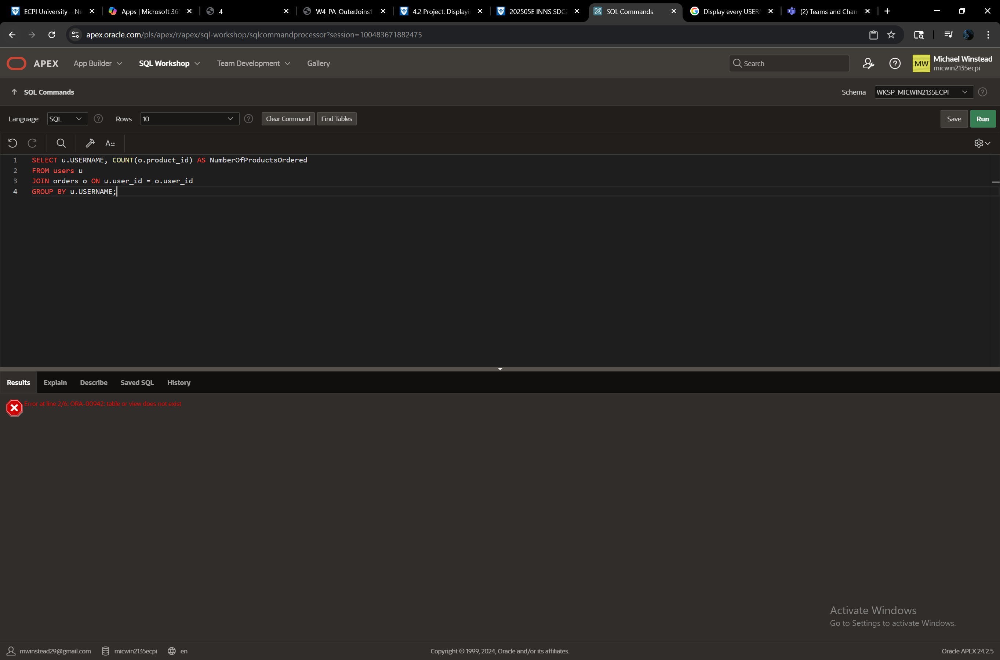 ECPI University – Ne
Apps | Microsoft 365
4
W4_PA_OuterJoins1
4.2 Project: Displayin
202505E INNS SDC2
SQL Commands
Display every USERN
(2) Teams and Chan
apex.oracle.com/pls/apex/r/apex/sql-workshop/sqlcommandprocessor?session=100483671882475
APEX
App Builder
SQL Workshop
Team Development
Gallery
Search
MW
Michael Winstead
micwin2135ecpi
SQL Commands
Schema
WKSP_MICWIN2135ECPI
Language
SQL
Rows
10
Clear Command
Find Tables
Save
Run
1 SELECT u.USERNAME, COUNT(o.product_id) AS NumberOfProductsOrdered
2 FROM users u
3 JOIN orders o ON u.user_id = o.user_id
4 GROUP BY u.USERNAME;
Results
Explain
Describe
Saved SQL
History
Error at line 2/6: ORA-00942: table or view does not exist
Activate Windows
Go to Settings to activate Windows.
mwinstead29@gmail.com
micwin2135ecpi
en
Copyright © 1999, 2024, Oracle and/or its affiliates.
Oracle APEX 24.2.5